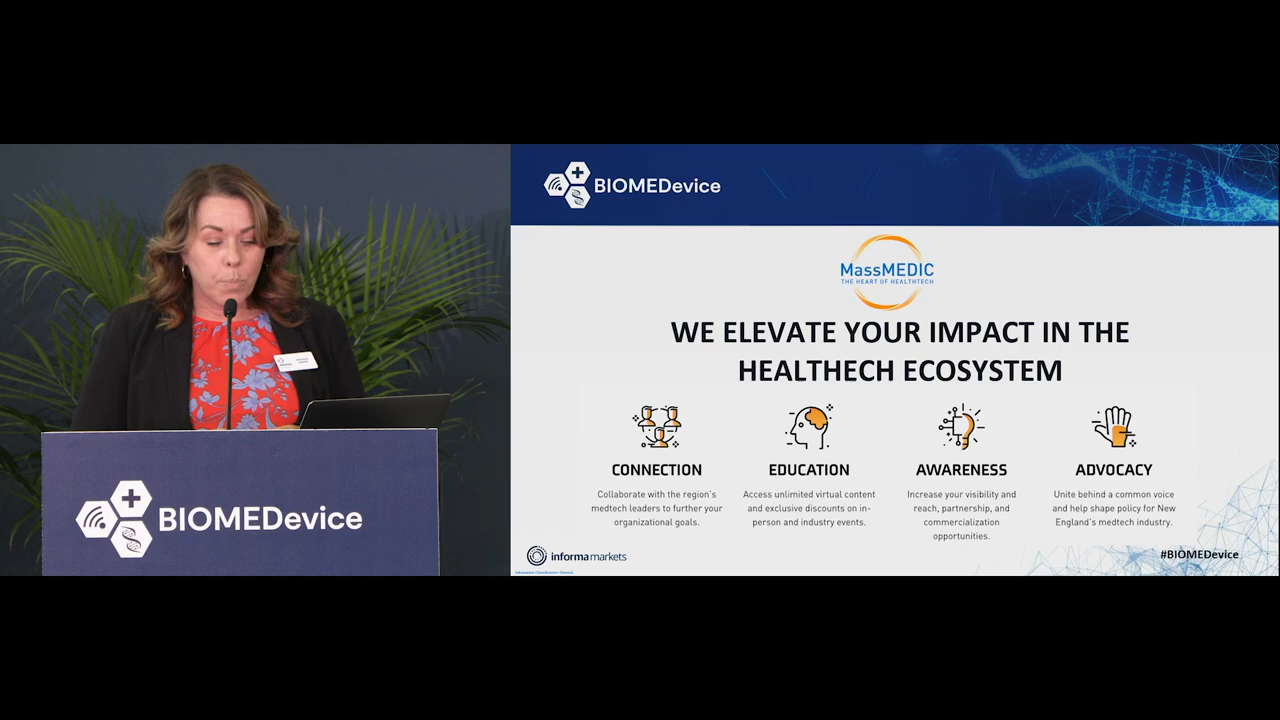 BIOMEDevice
BIOMEDevice
MassMEDIC
THE HEART OF HEALTHTECH
WE ELEVATE YOUR IMPACT IN THE
HEALTHECH ECOSYSTEM
CONNECTION
Collaborate with the region's
medtech leaders to further your
organizational goals.
EDUCATION
Access unlimited virtual content
and exclusive discounts on in-
person and industry events.
AWARENESS
Increase your visibility and
reach, partnership, and
commercialization
opportunities.
ADVOCACY
Unite behind a common voice
and help shape policy for New
England's medtech industry.
informa markets
#BIOMEDevice